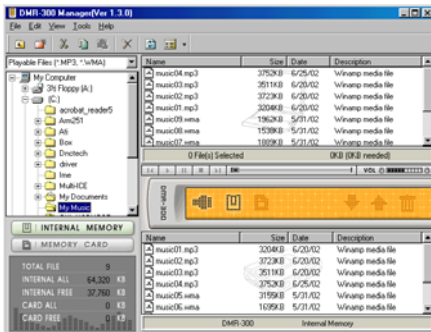 DMR-300 Manager(Ver 1.3.0)
File Edit View Tools Help
Playable Files (*.MP3, *.WMA)
My Computer
3½ Floppy (A:)
(C:)
acrobat_reader5
Arm251
Ati
Box
Dnctech
driver
Ime
Multi-ICE
My Documents
My Music
Name Size Date Description
music04.mp3 3752KB 6/25/02 Winamp media file
music03.mp3 3511KB 6/20/02 Winamp media file
music02.mp3 3723KB 6/20/02 Winamp media file
music01.mp3 3204KB 6/20/02 Winamp media file
music09.wma 1962KB 5/31/02 Winamp media file
music08.wma 1539KB 5/31/02 Winamp media file
music07.wma 1889KB 5/31/02 Winamp media file
0 File(s) Selected 0KB (0KB needed)
VOL
DMR-300
INTERNAL MEMORY
MEMORY CARD
TOTAL FILE 9
INTERNAL ALL 64,320 KB
INTERNAL FREE 37,760 KB
CARD ALL 0 KB
CARD FREE 0 KB
Name Size Date Description
music01.mp3 3204KB 6/20/02 Winamp media file
music02.mp3 3723KB 6/20/02 Winamp media file
music03.mp3 3511KB 6/20/02 Winamp media file
music04.mp3 3752KB 6/25/02 Winamp media file
music05.wma 3155KB 5/31/02 Winamp media file
music06.wma 1695KB 5/31/02 Winamp media file
DMR-300 Internal Memory